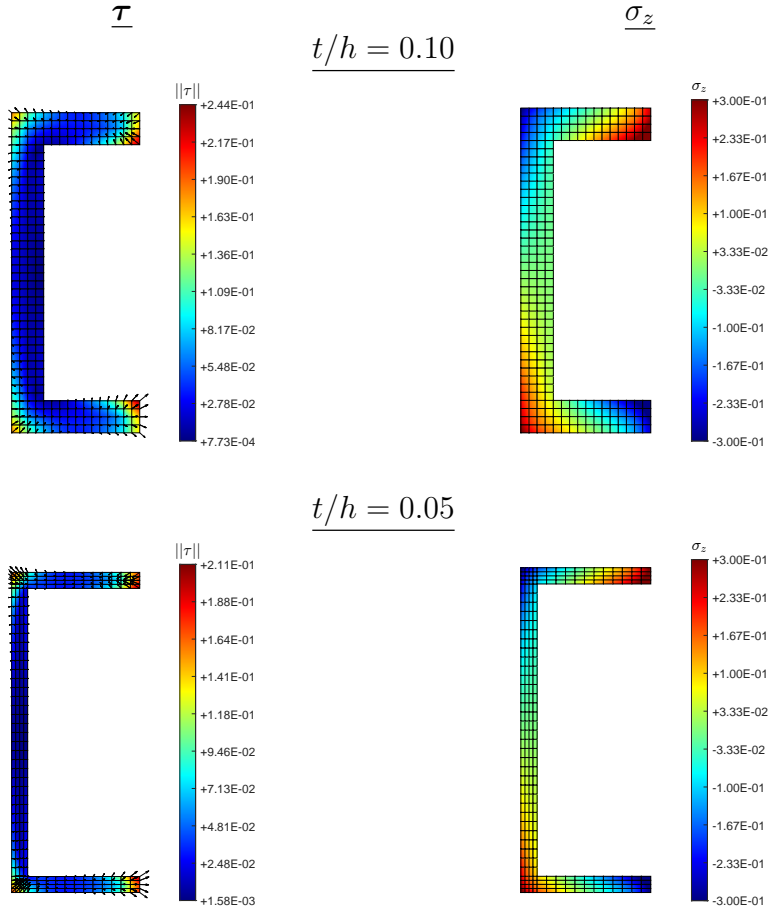 τ σ_z
t/h = 0.10
||τ||
+2.44E-01
+2.17E-01
+1.90E-01
+1.63E-01
+1.36E-01
+1.09E-01
+8.17E-02
+5.48E-02
+2.78E-02
+7.73E-04
σ_z
+3.00E-01
+2.33E-01
+1.67E-01
+1.00E-01
+3.33E-02
-3.33E-02
-1.00E-01
-1.67E-01
-2.33E-01
-3.00E-01
t/h = 0.05
||τ||
+2.11E-01
+1.88E-01
+1.64E-01
+1.41E-01
+1.18E-01
+9.46E-02
+7.13E-02
+4.81E-02
+2.48E-02
+1.58E-03
σ_z
+3.00E-01
+2.33E-01
+1.67E-01
+1.00E-01
+3.33E-02
-3.33E-02
-1.00E-01
-1.67E-01
-2.33E-01
-3.00E-01